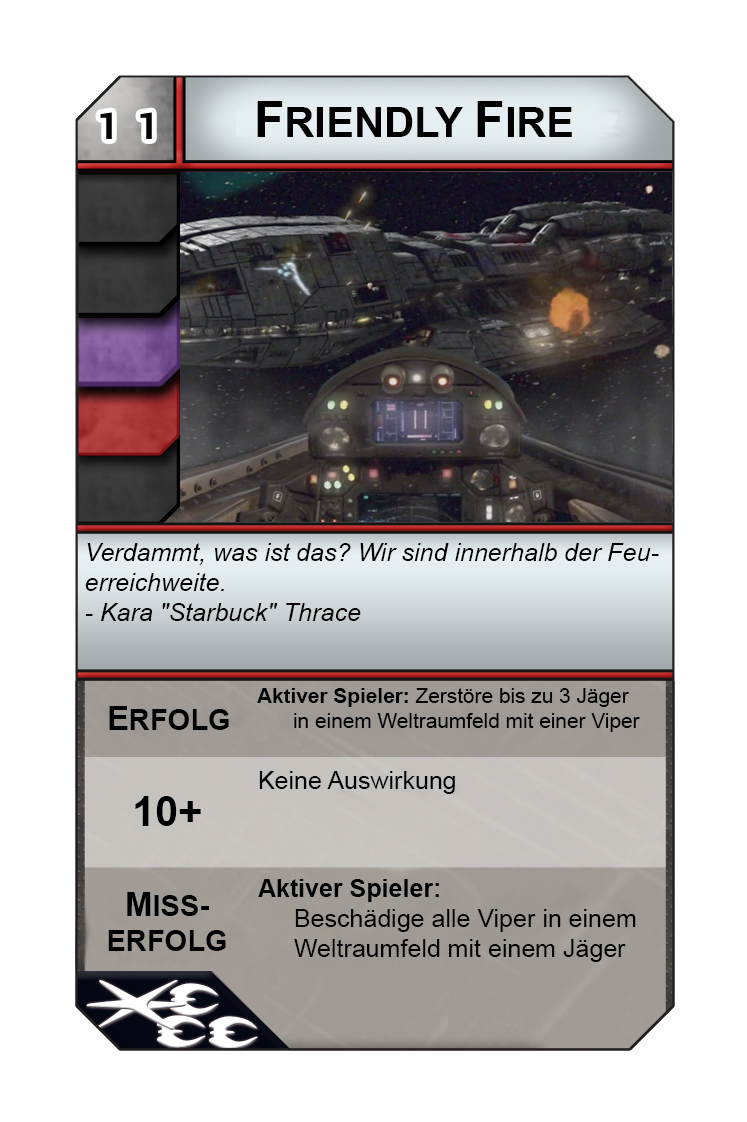 11 FRIENDLY FIRE
Verdammt, was ist das? Wir sind innerhalb der Feu-
erreichweite.
- Kara "Starbuck" Thrace
ERFOLG
Aktiver Spieler: Zerstöre bis zu 3 Jäger
in einem Weltraumfeld mit einer Viper
10+
Keine Auswirkung
MISS-
ERFOLG
Aktiver Spieler:
Beschädige alle Viper in einem
Weltraumfeld mit einem Jäger